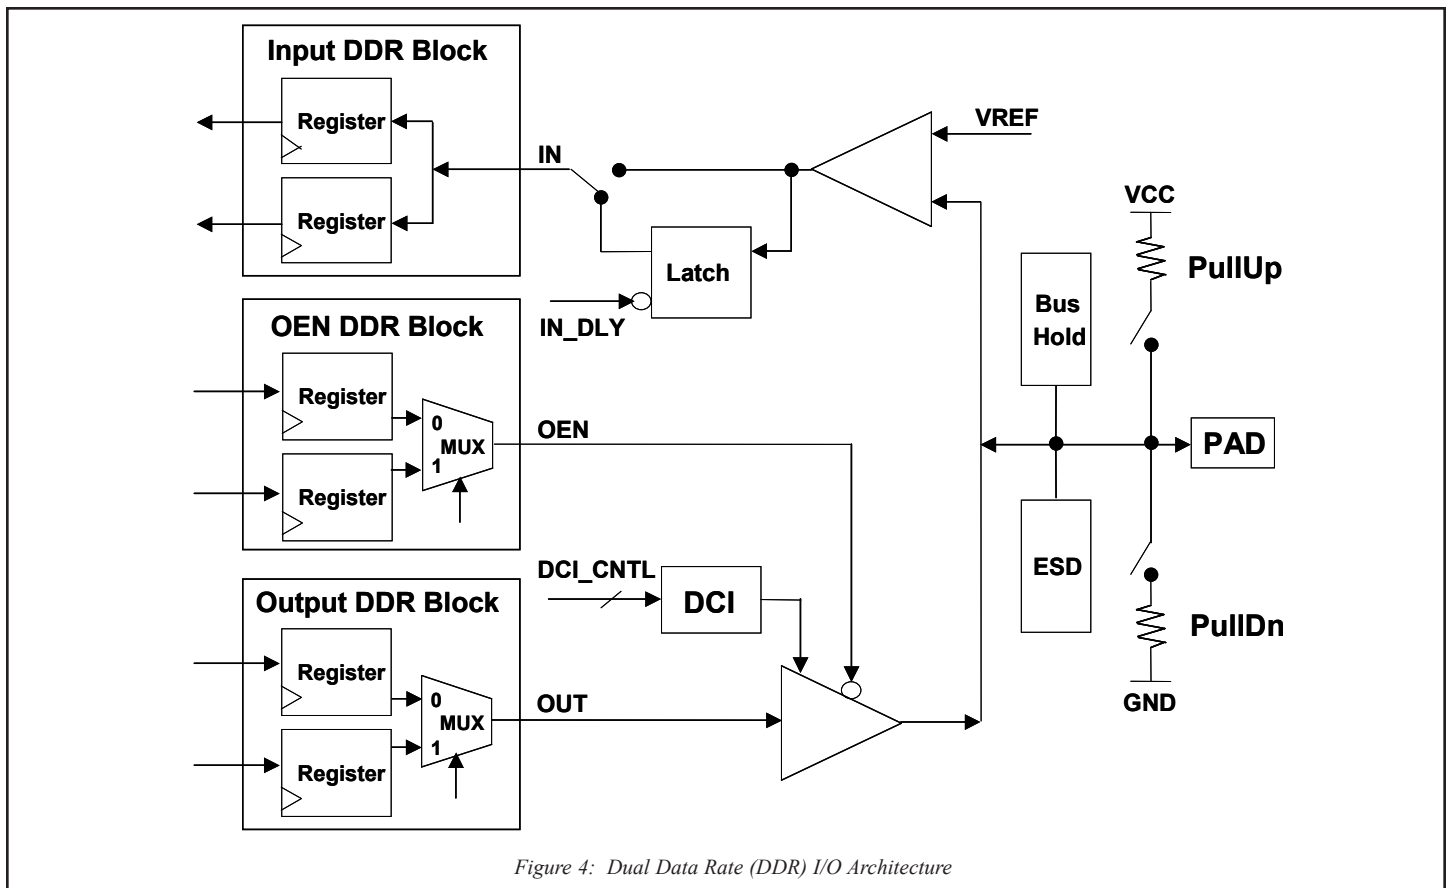 Input DDR Block
Register
Register
IN
VREF
Latch
IN_DLY
VCC
PullUp
Bus
Hold
PAD
ESD
PullDn
GND
OEN DDR Block
Register
Register
0
MUX
1
OEN
DCI_CNTL
DCI
Output DDR Block
Register
Register
0
MUX
1
OUT
Figure 4: Dual Data Rate (DDR) I/O Architecture